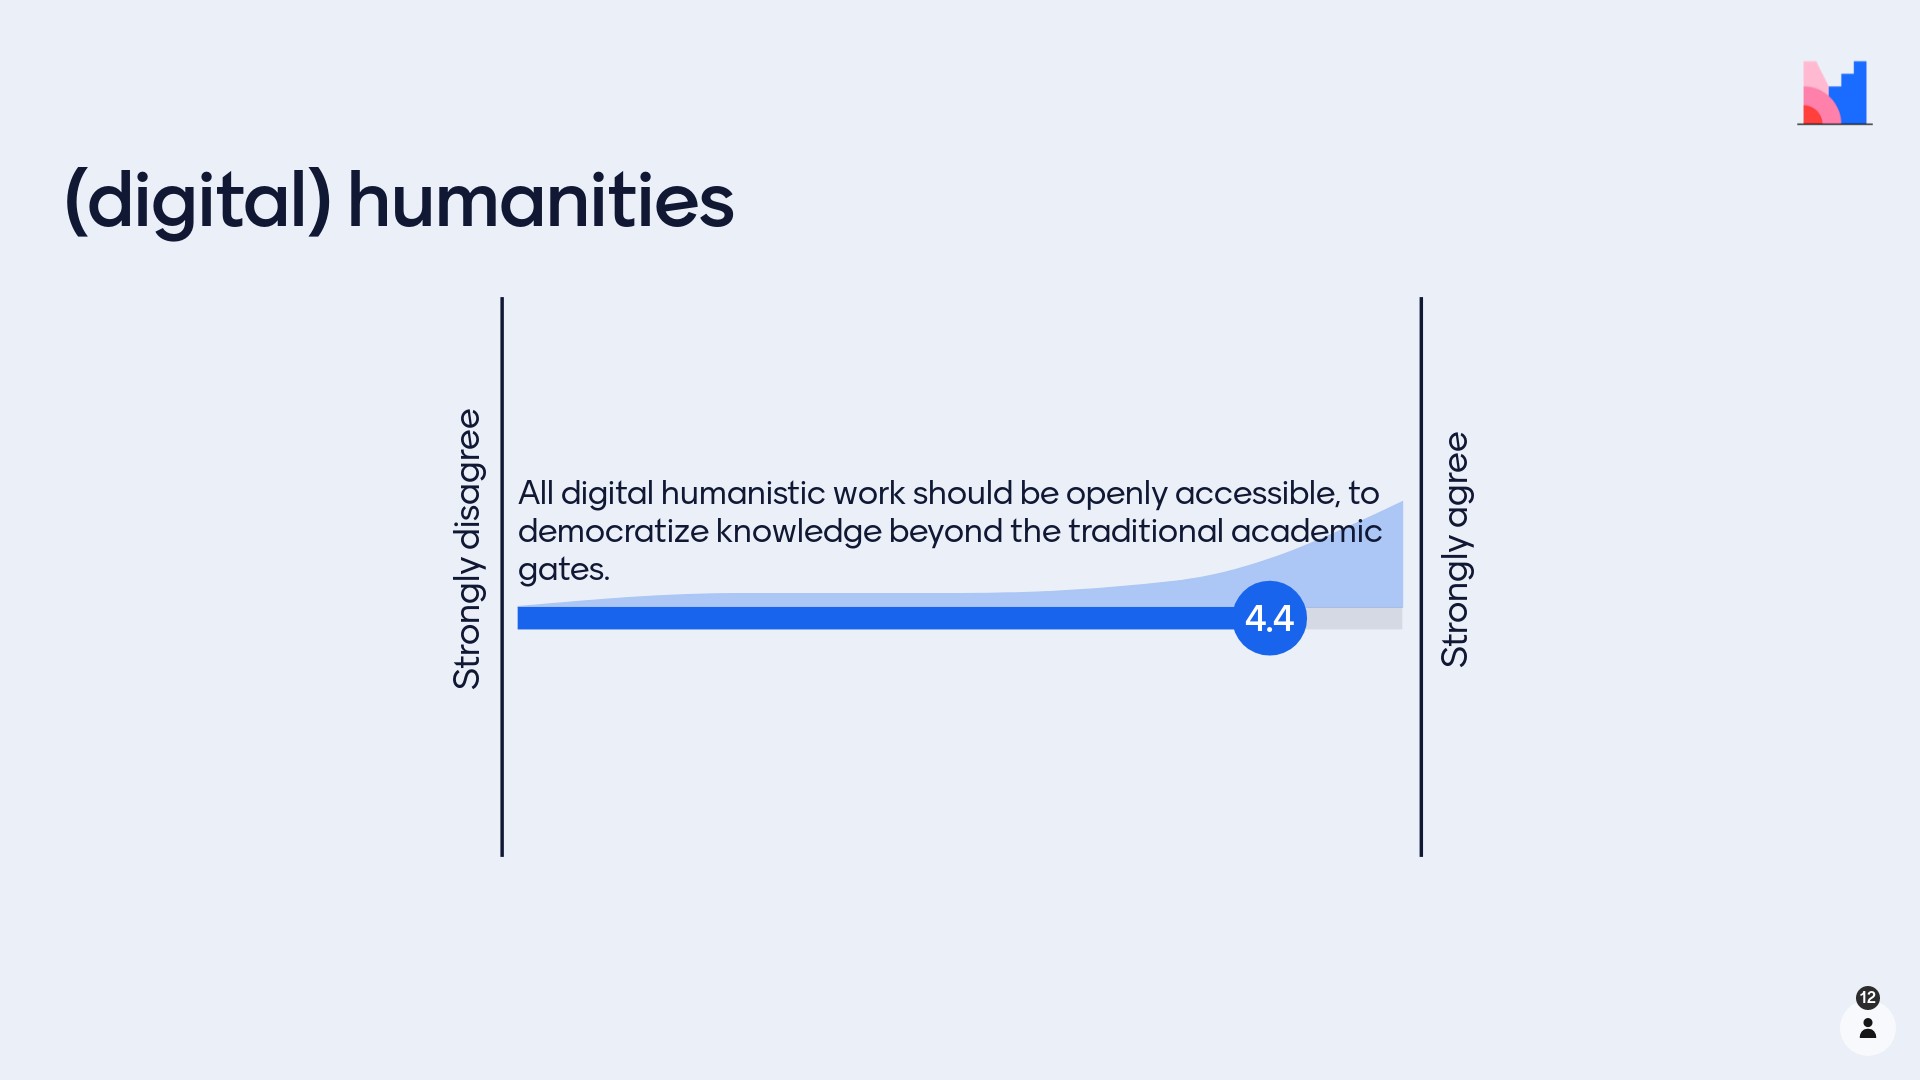 (digital) humanities
Strongly disagree
All digital humanistic work should be openly accessible, to
democratize knowledge beyond the traditional academic
gates.
4.4
Strongly agree
12